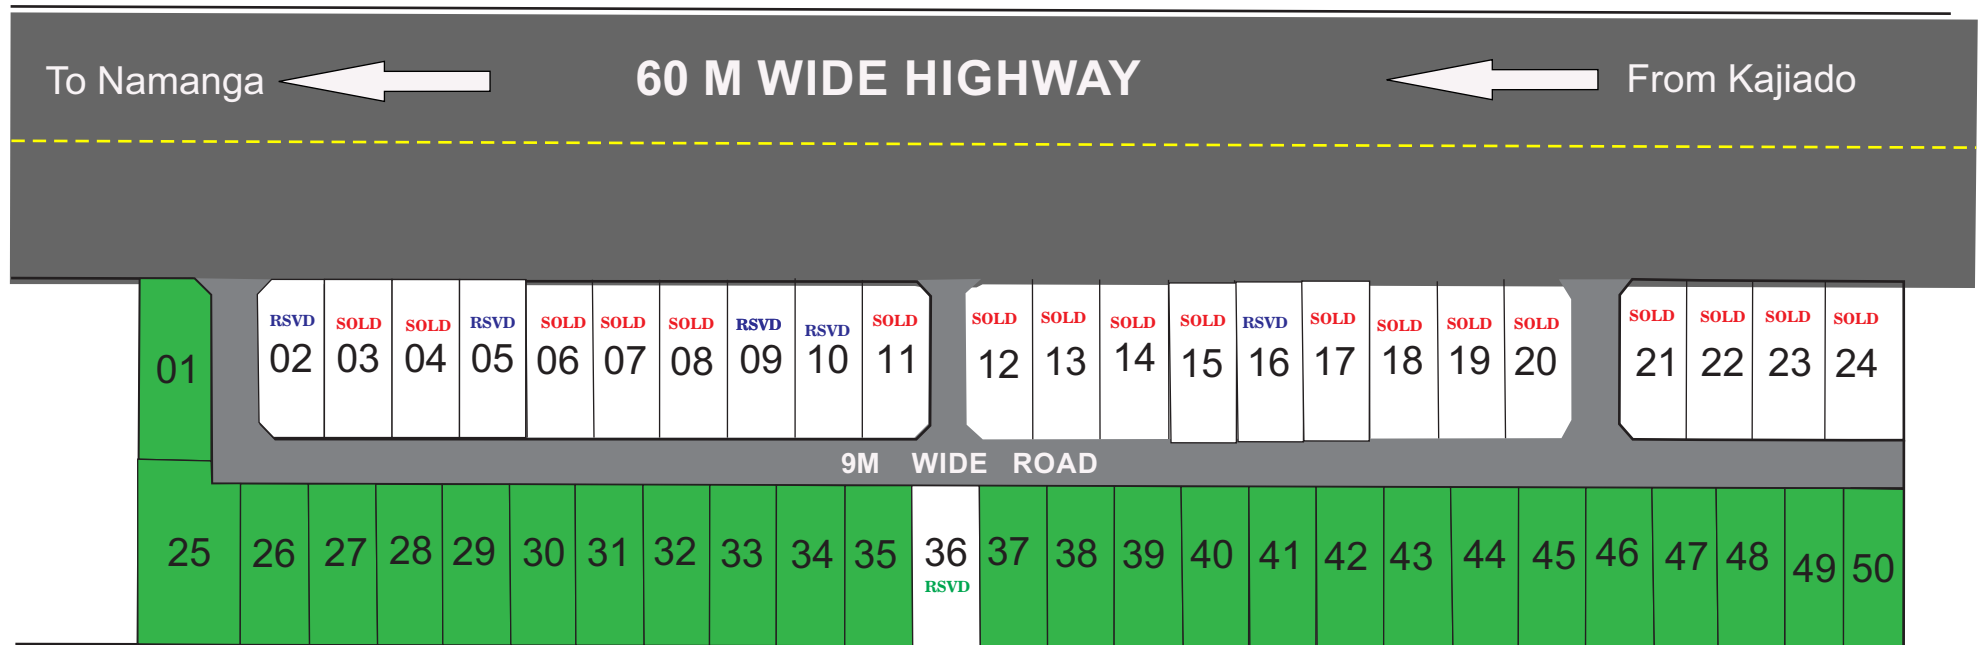 To Namanga 60 M WIDE HIGHWAY From Kajiado
RSVD SOLD SOLD RSVD SOLD SOLD SOLD RSVD RSVD SOLD SOLD SOLD SOLD SOLD RSVD SOLD SOLD SOLD SOLD SOLD SOLD SOLD SOLD
01 02 03 04 05 06 07 08 09 10 11 12 13 14 15 16 17 18 19 20 21 22 23 24
9M WIDE ROAD
25 26 27 28 29 30 31 32 33 34 35 36 37 38 39 40 41 42 43 44 45 46 47 48 49 50
RSVD